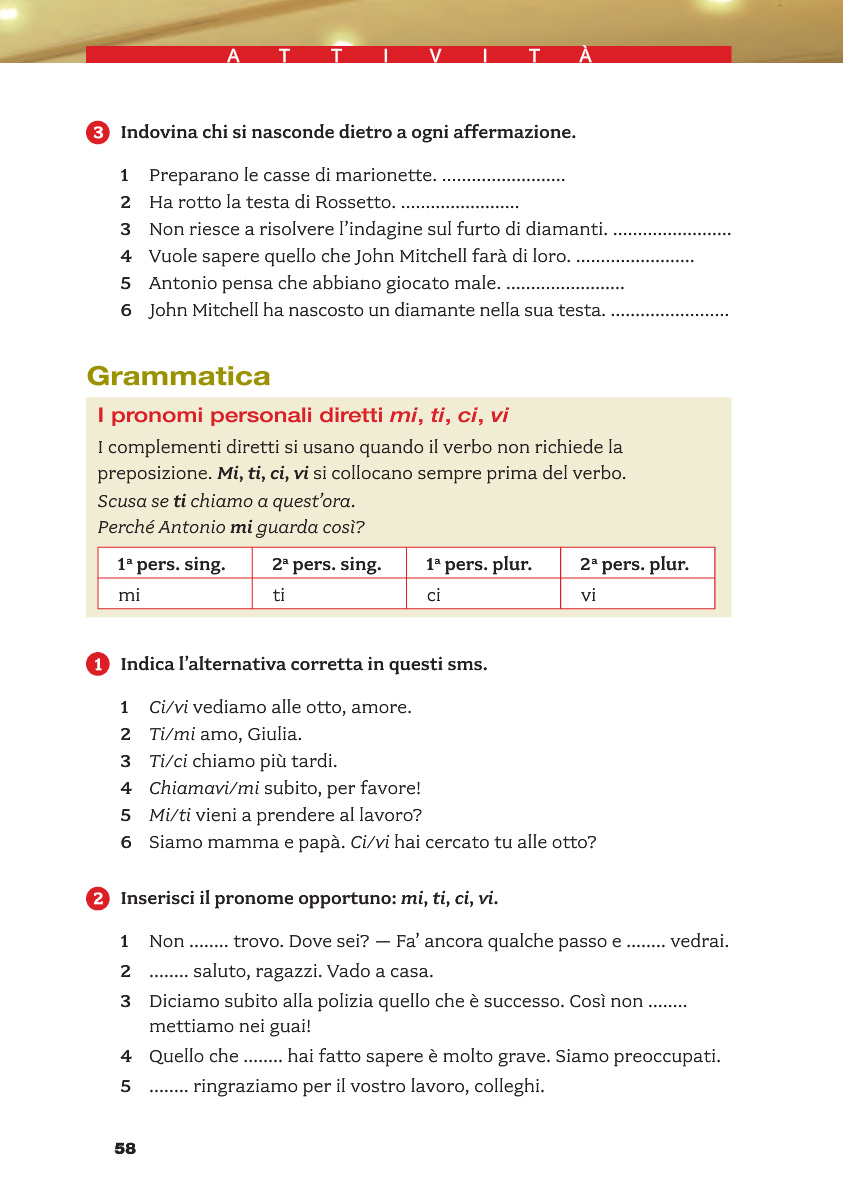 ATTIVITÀ
3 Indovina chi si nasconde dietro a ogni affermazione.
1 Preparano le casse di marionette. .........................
2 Ha rotto la testa di Rossetto. ........................
3 Non riesce a risolvere l’indagine sul furto di diamanti. ........................
4 Vuole sapere quello che John Mitchell farà di loro. ........................
5 Antonio pensa che abbiano giocato male. ........................
6 John Mitchell ha nascosto un diamante nella sua testa. ........................
Grammatica
I pronomi personali diretti mi, ti, ci, vi
I complementi diretti si usano quando il verbo non richiede la
preposizione. Mi, ti, ci, vi si collocano sempre prima del verbo.
Scusa se ti chiamo a quest’ora.
Perché Antonio mi guarda così?
1ª pers. sing. 2ª pers. sing. 1ª pers. plur. 2ª pers. plur.
mi ti ci vi
1 Indica l’alternativa corretta in questi sms.
1 Ci/vi vediamo alle otto, amore.
2 Ti/mi amo, Giulia.
3 Ti/ci chiamo più tardi.
4 Chiamavi/mi subito, per favore!
5 Mi/ti vieni a prendere al lavoro?
6 Siamo mamma e papà. Ci/vi hai cercato tu alle otto?
2 Inserisci il pronome opportuno: mi, ti, ci, vi.
1 Non ........ trovo. Dove sei? — Fa’ ancora qualche passo e ........ vedrai.
2 ........ saluto, ragazzi. Vado a casa.
3 Diciamo subito alla polizia quello che è successo. Così non ........
mettiamo nei guai!
4 Quello che ........ hai fatto sapere è molto grave. Siamo preoccupati.
5 ........ ringraziamo per il vostro lavoro, colleghi.
58